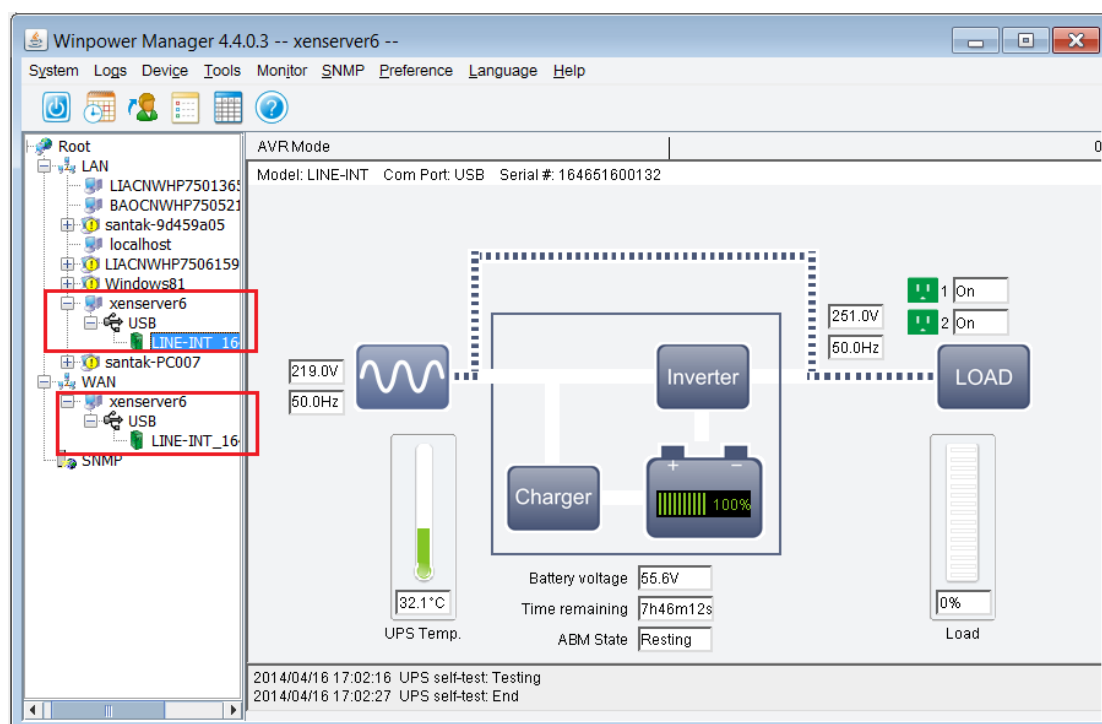 Winpower Manager 4.4.0.3 -- xenserver6 --
System Logs Device Tools Monitor SNMP Preference Language Help
Root
LAN
LIACNWHP7501365
BAOCNWHP750521
santak-9d459a05
localhost
LIACNWHP7506159
Windows81
xenserver6
USB
LINE-INT_16
santak-PC007
WAN
xenserver6
USB
LINE-INT_16
SNMP
AVR Mode
0
Model: LINE-INT Com Port: USB Serial #: 164651600132
1 On
2 On
251.0V
50.0Hz
219.0V
50.0Hz
Inverter
LOAD
Charger
+ −
100%
32.1°C
UPS Temp.
Battery voltage 55.6V
Time remaining 7h46m12s
ABM State Resting
0%
Load
2014/04/16 17:02:16 UPS self-test: Testing
2014/04/16 17:02:27 UPS self-test: End